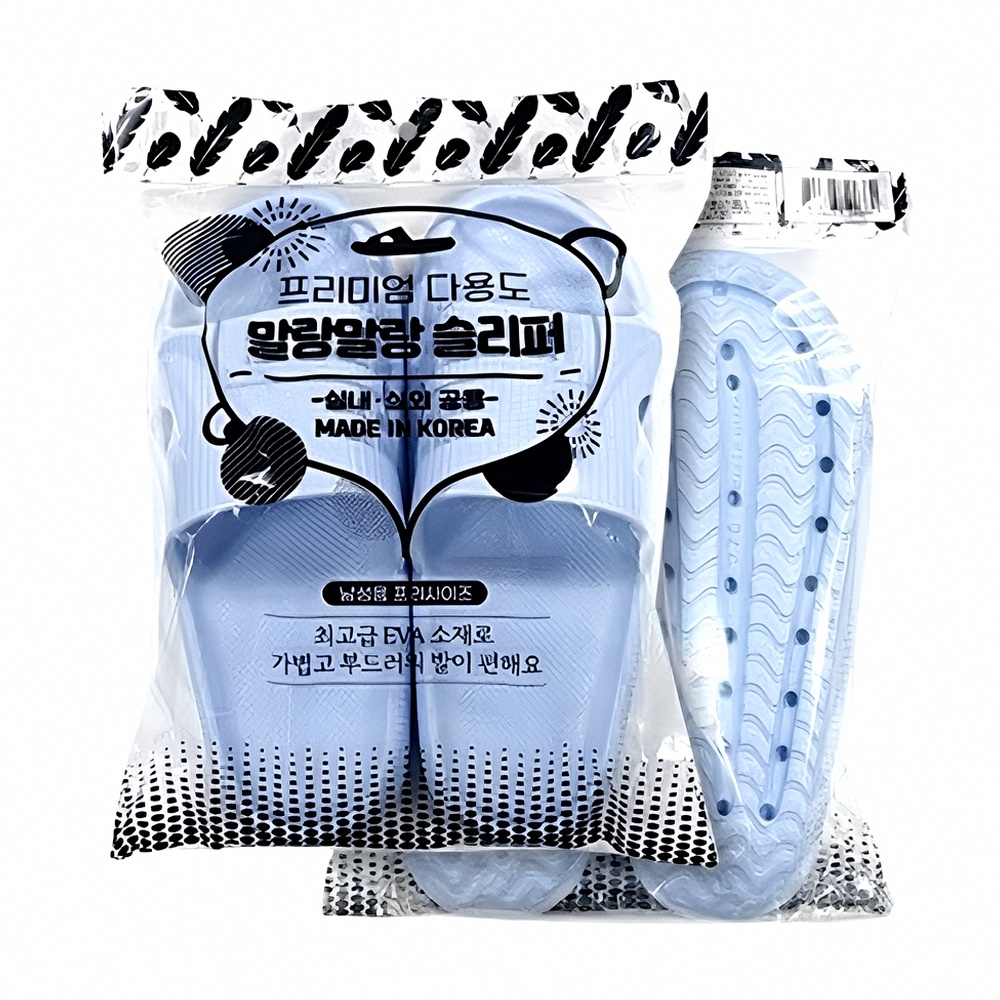 프리미엄 다용도
말랑말랑 슬리퍼
-실내·실외 공용-
MADE IN KOREA
남성용 프리사이즈
최고급 EVA 소재로
가볍고 부드러워 발이 편해요